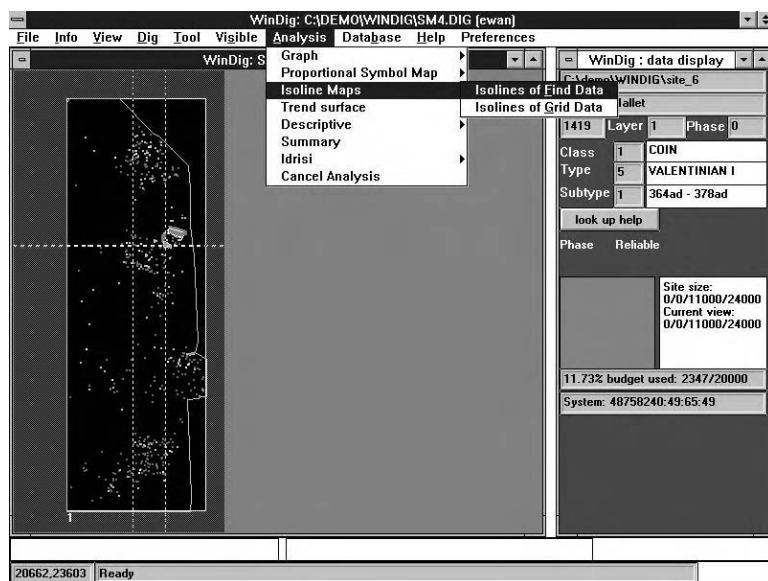 WinDig: C:\DEMO\WINDIG\SM4.DIG (ewan)
File Info View Dig Tool Visible Analysis Database Help Preferences
WinDig: S
Graph
Proportional Symbol Map
Isoline Maps
Trend surface
Descriptive
Summary
Idrisi
Cancel Analysis
Isolines of Find Data
Isolines of Grid Data
1
WinDig : data display
C:\demo\WINDIG\site_6
allet
1419 Layer 1 Phase 0
Class 1 COIN
Type 5 VALENTINIAN I
Subtype 1 364ad - 378ad
look up help
Phase Reliable
Site size:
0/0/11000/24000
Current view:
0/0/11000/24000
11.73% budget used: 2347/20000
System: 48758240:49:65:49
20662,23603 Ready